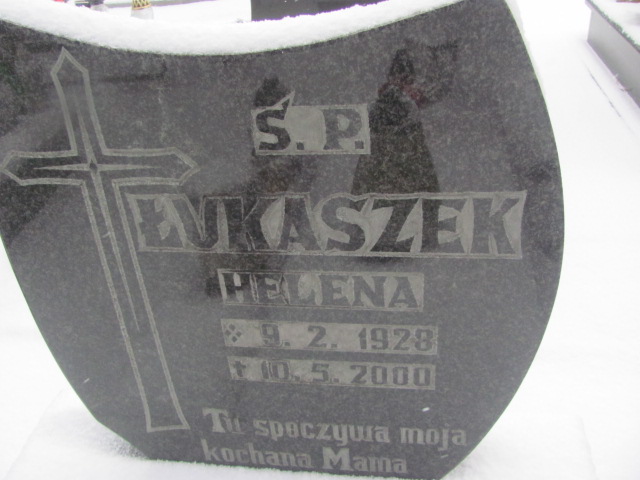 Ś. P.
ŁUKASZEK
HELENA
9. 2. 1928
† 10. 5. 2000
Tu spoczywa moja
kochana Mama